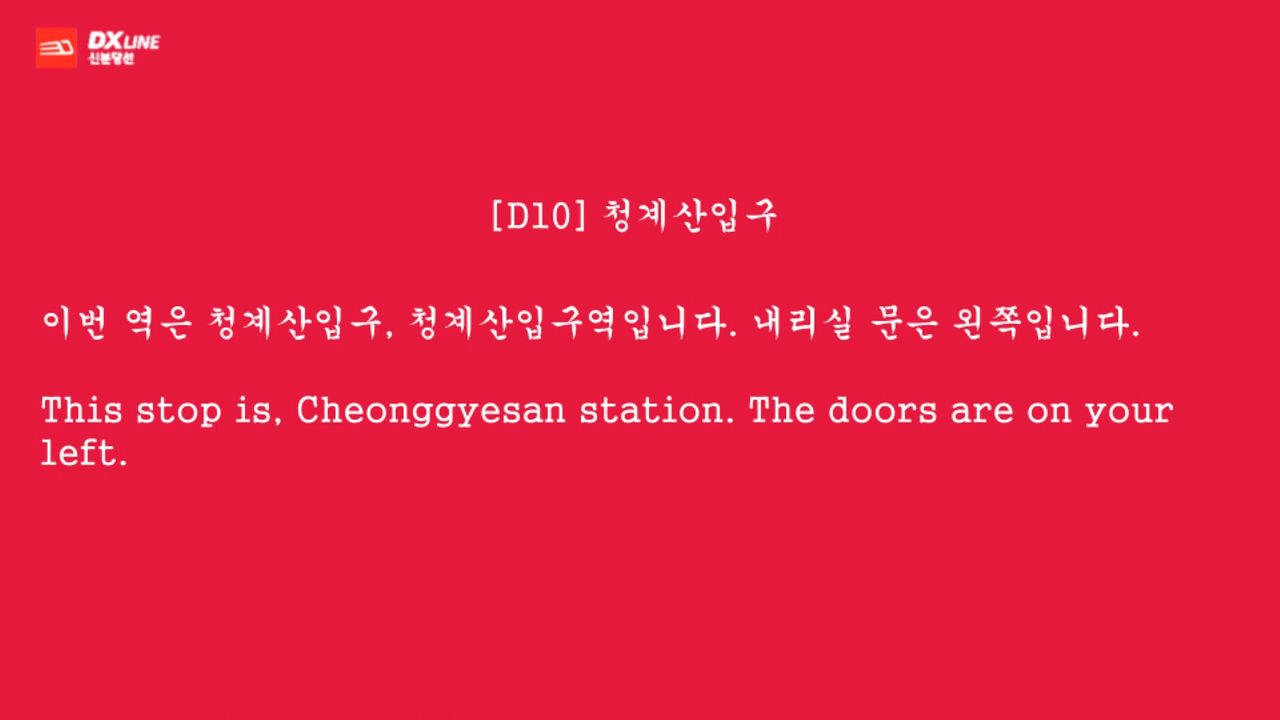 DX LINE
신분당선
[D10] 청계산입구
이번 역은 청계산입구, 청계산입구역입니다. 내리실 문은 왼쪽입니다.
This stop is, Cheonggyesan station. The doors are on your
left.